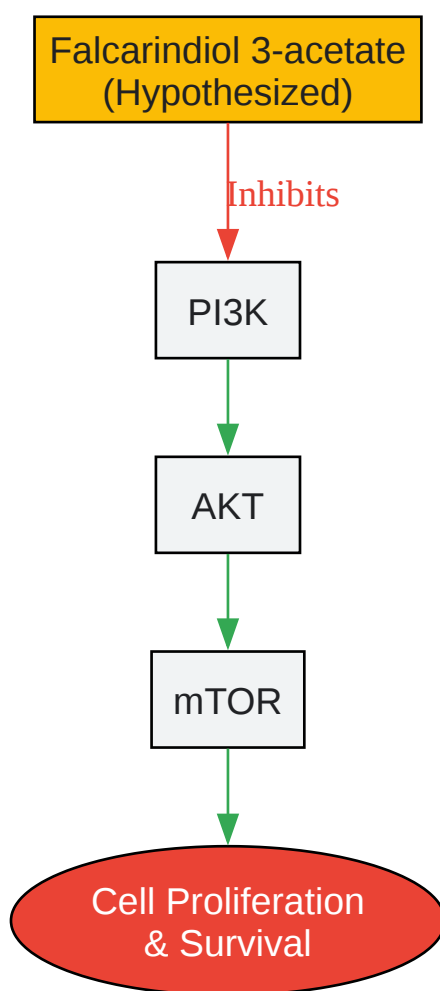 Falcarindiol 3-acetate
(Hypothesized)
Inhibits
PI3K
AKT
mTOR
Cell Proliferation
& Survival